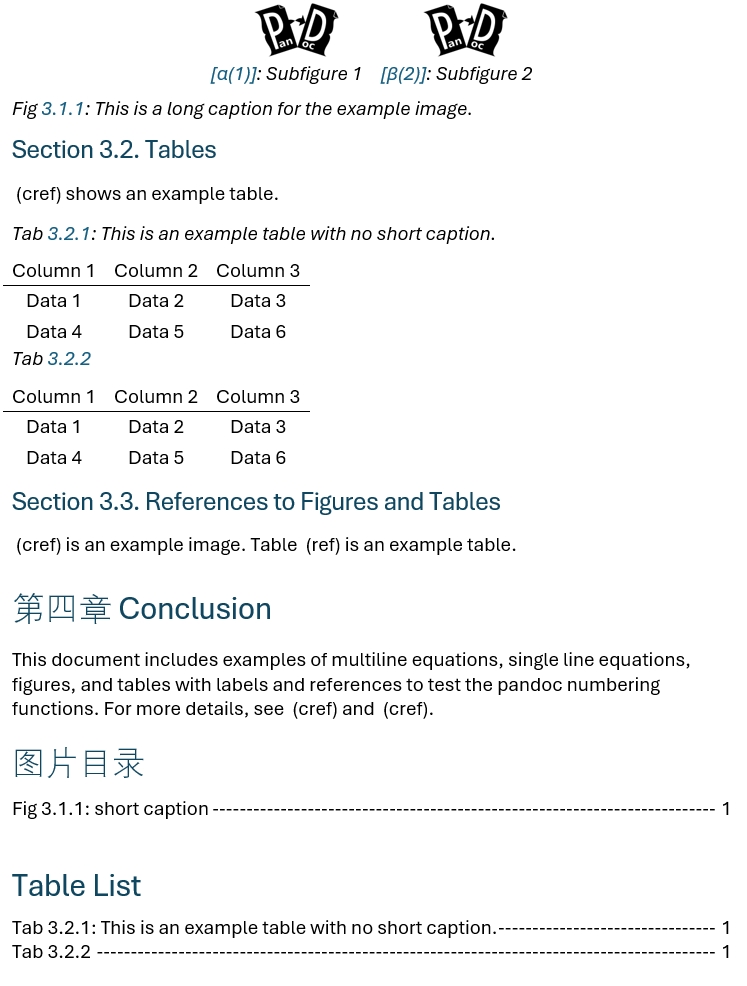 PanDoc PanDoc
[α(1)]: Subfigure 1 [β(2)]: Subfigure 2
Fig 3.1.1: This is a long caption for the example image.
Section 3.2. Tables
(cref) shows an example table.
Tab 3.2.1: This is an example table with no short caption.
Column 1 Column 2 Column 3
Data 1 Data 2 Data 3
Data 4 Data 5 Data 6
Tab 3.2.2
Column 1 Column 2 Column 3
Data 1 Data 2 Data 3
Data 4 Data 5 Data 6
Section 3.3. References to Figures and Tables
(cref) is an example image. Table (ref) is an example table.
第四章 Conclusion
This document includes examples of multiline equations, single line equations,
figures, and tables with labels and references to test the pandoc numbering
functions. For more details, see (cref) and (cref).
图片目录
Fig 3.1.1: short caption -------------------------------------------------------------------------- 1
Table List
Tab 3.2.1: This is an example table with no short caption.-------------------------------- 1
Tab 3.2.2 ------------------------------------------------------------------------------------------- 1